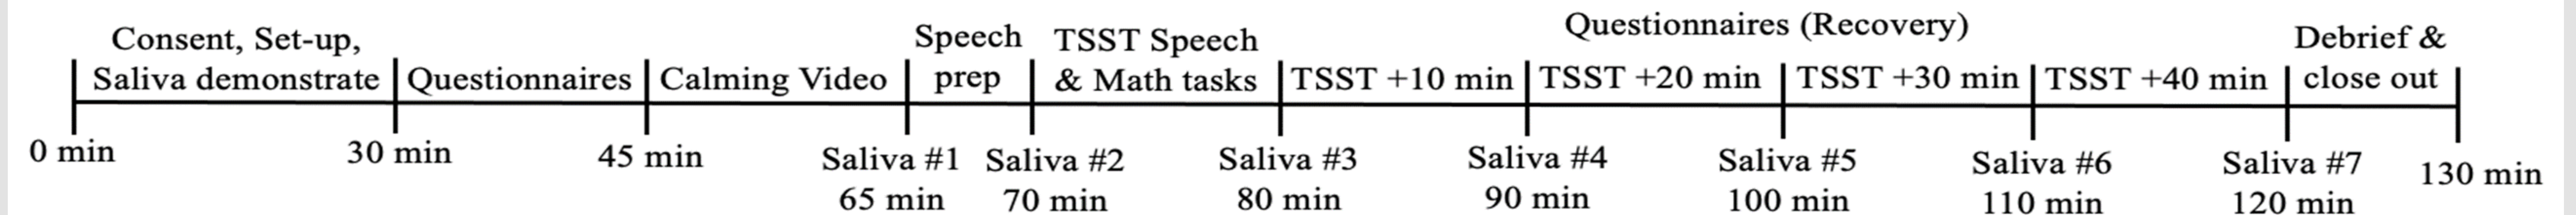 Consent, Set-up,
Saliva demonstrate
Questionnaires
Calming Video
Speech
prep
TSST Speech
& Math tasks
Questionnaires (Recovery)
TSST +10 min
TSST +20 min
TSST +30 min
TSST +40 min
Debrief &
close out
0 min
30 min
45 min
Saliva #1
65 min
Saliva #2
70 min
Saliva #3
80 min
Saliva #4
90 min
Saliva #5
100 min
Saliva #6
110 min
Saliva #7
120 min
130 min